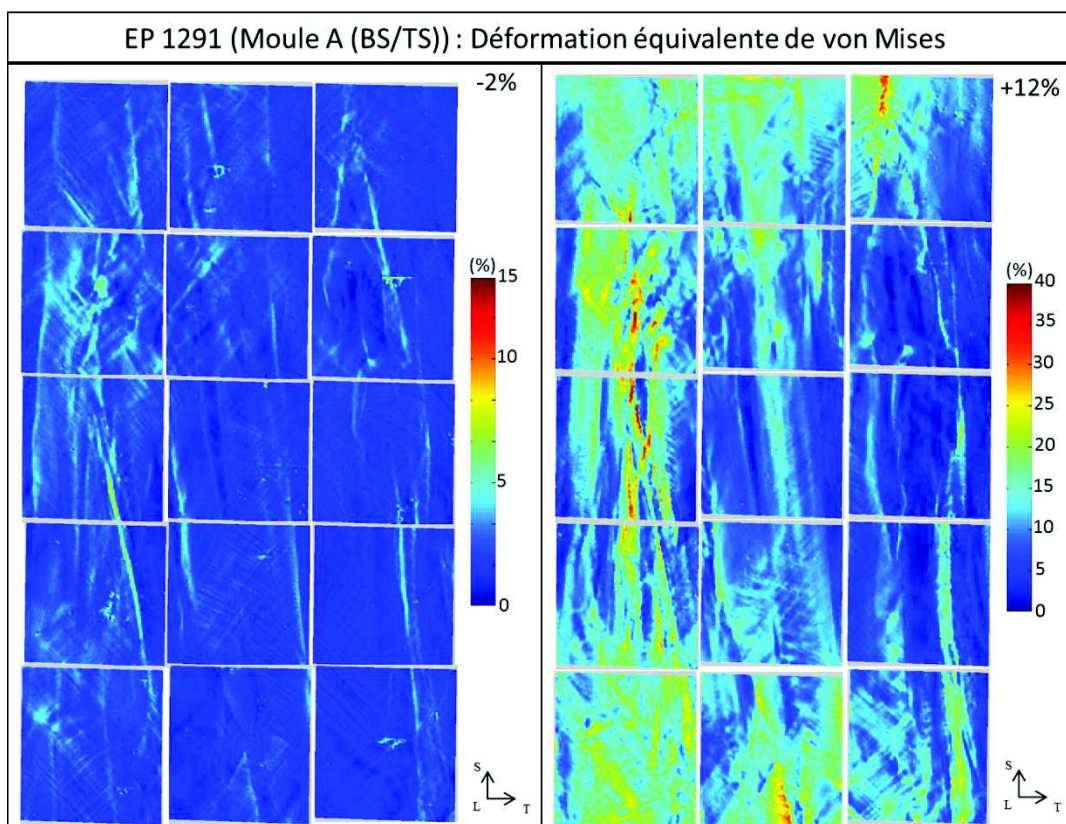 EP 1291 (Moule A (BS/TS)) : Déformation équivalente de von Mises
-2%
(%)
15
10
5
0
S
L
T
+12%
(%)
40
35
30
25
20
15
10
5
0
S
L
T